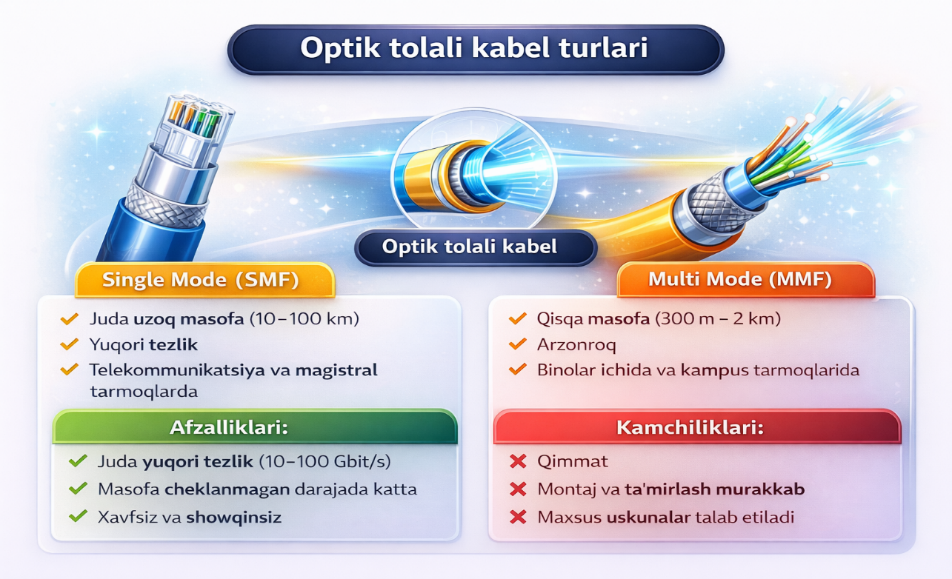 Optik tolali kabel turlari
Optik tolali kabel
Single Mode (SMF)
Juda uzoq masofa (10–100 km)
Yuqori tezlik
Telekommunikatsiya va magistral
tarmoqlarda
Multi Mode (MMF)
Qisqa masofa (300 m – 2 km)
Arzonroq
Binolar ichida va kampus tarmoqlarida
Afzalliklari:
Juda yuqori tezlik (10–100 Gbit/s)
Masofa cheklanmagan darajada katta
Xavfsiz va showqinsiz
Kamchiliklari:
Qimmat
Montaj va ta'mirlash murakkab
Maxsus uskunalar talab etiladi